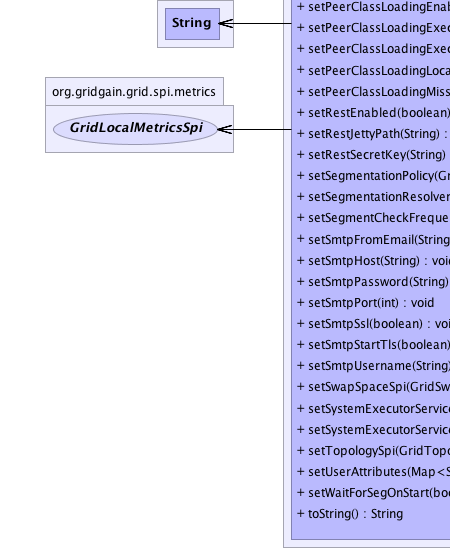 String
org.gridgain.grid.spi.metrics
GridLocalMetricsSpi
+ setPeerClassLoadingEnab
+ setPeerClassLoadingExec
+ setPeerClassLoadingExec
+ setPeerClassLoadingLoca
+ setPeerClassLoadingMiss
+ setRestEnabled(boolean)
+ setRestJettyPath(String) :
+ setRestSecretKey(String)
+ setSegmentationPolicy(Gr
+ setSegmentationResolver
+ setSegmentCheckFreque
+ setSmtpFromEmail(String
+ setSmtpHost(String) : voi
+ setSmtpPassword(String)
+ setSmtpPort(int) : void
+ setSmtpSsl(boolean) : voi
+ setSmtpStartTls(boolean)
+ setSmtpUsername(String)
+ setSwapSpaceSpi(GridSw
+ setSystemExecutorService
+ setSystemExecutorService
+ setTopologySpi(GridTopo
+ setUserAttributes(Map<S
+ setWaitForSegOnStart(boo
+ toString() : String